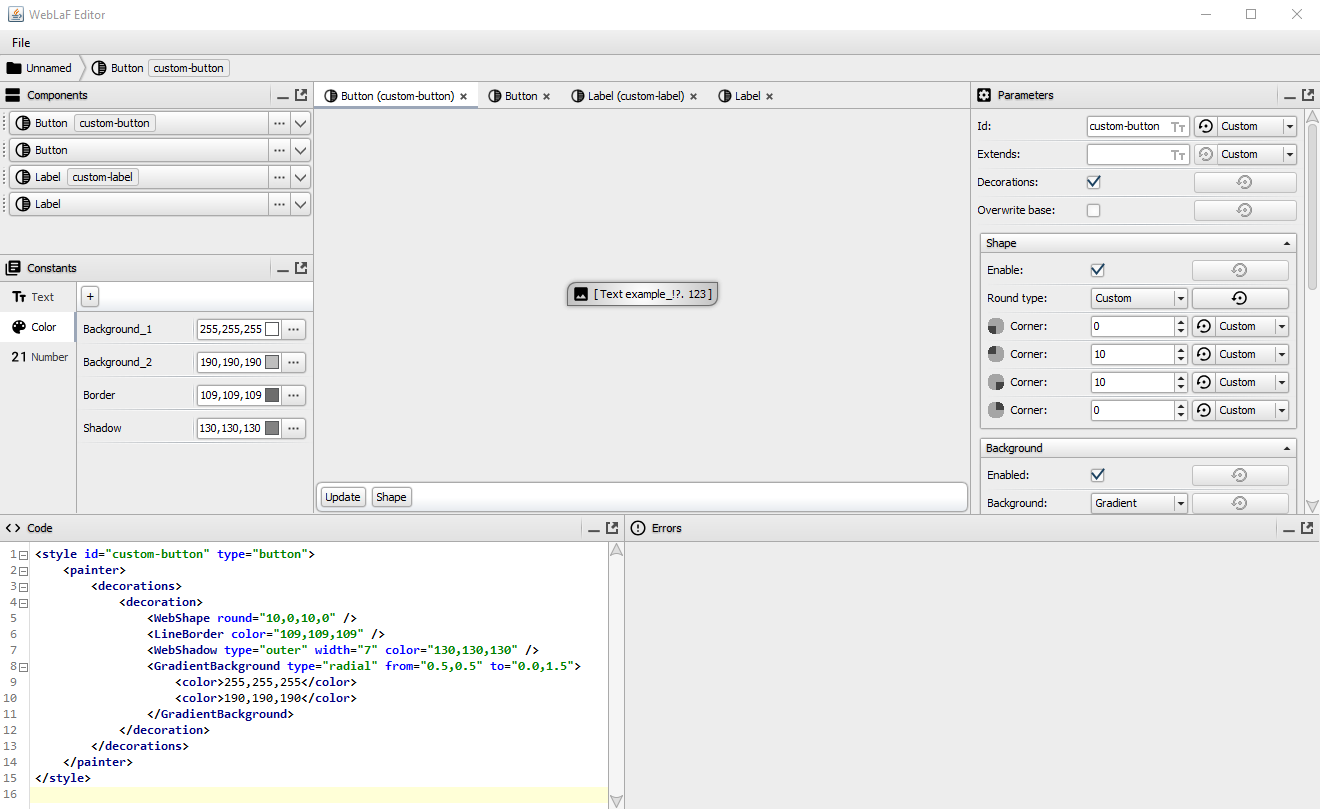 WebLaF Editor
File
Unnamed Button custom-button
Components
Button custom-button
Button
Label custom-label
Label
Constants
Text
Color
21 Number
+
Background_1 255,255,255
Background_2 190,190,190
Border 109,109,109
Shadow 130,130,130
Button (custom-button) Button Label (custom-label) Label
[ Text example_!?. 123 ]
Update Shape
Parameters
Id: custom-button Custom
Extends: Custom
Decorations:
Overwrite base:
Shape
Enable:
Round type: Custom
Corner: 0 Custom
Corner: 10 Custom
Corner: 10 Custom
Corner: 0 Custom
Background
Enabled:
Background: Gradient
Code
1 <style id="custom-button" type="button">
2 <painter>
3 <decorations>
4 <decoration>
5 <WebShape round="10,0,10,0" />
6 <LineBorder color="109,109,109" />
7 <WebShadow type="outer" width="7" color="130,130,130" />
8 <GradientBackground type="radial" from="0.5,0.5" to="0.0,1.5">
9 <color>255,255,255</color>
10 <color>190,190,190</color>
11 </GradientBackground>
12 </decoration>
13 </decorations>
14 </painter>
15 </style>
16
Errors